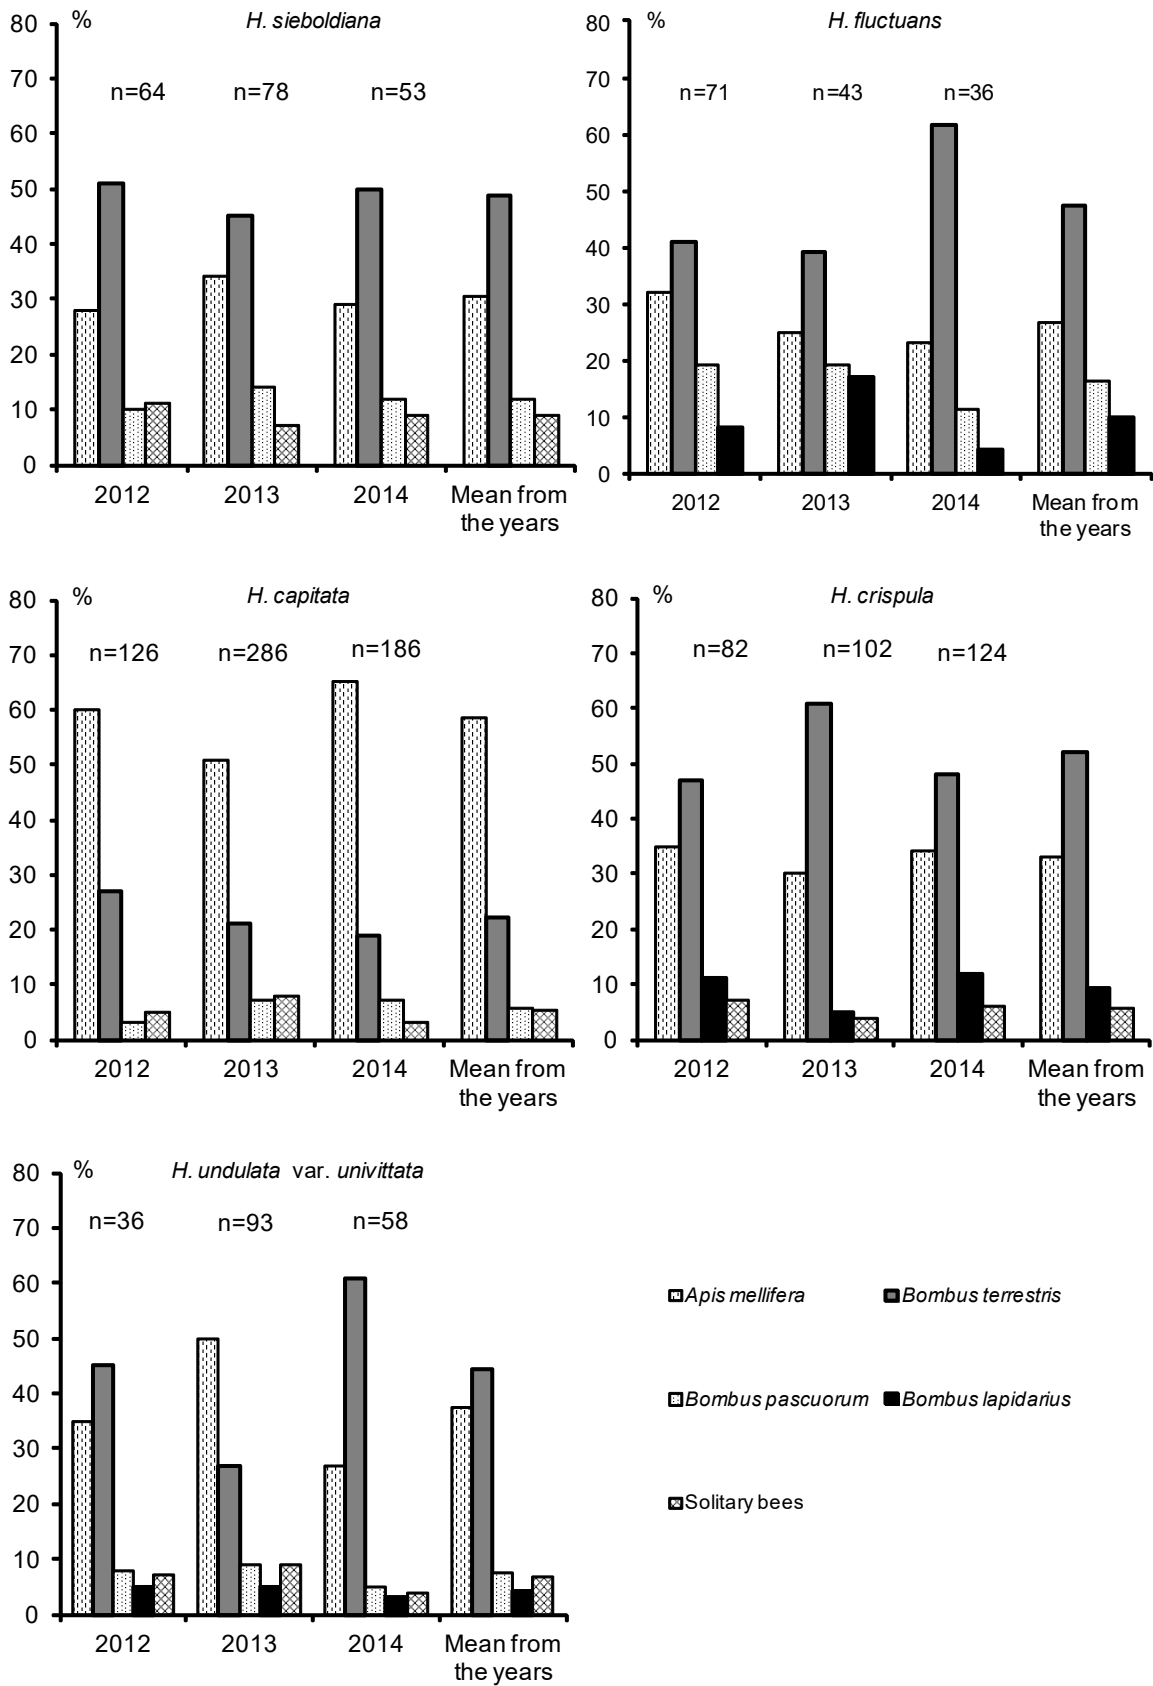 % H. sieboldiana
80
70
60
50
40
30
20
10
0
n=64 n=78 n=53
2012 2013 2014 Mean from
the years
% H. fluctuans
80
70
60
50
40
30
20
10
0
n=71 n=43 n=36
2012 2013 2014 Mean from
the years
% H. capitata
80
70
60
50
40
30
20
10
0
n=126 n=286 n=186
2012 2013 2014 Mean from
the years
% H. crispula
80
70
60
50
40
30
20
10
0
n=82 n=102 n=124
2012 2013 2014 Mean from
the years
% H. undulata var. univittata
80
70
60
50
40
30
20
10
0
n=36 n=93 n=58
2012 2013 2014 Mean from
the years
Apis mellifera Bombus terrestris
Bombus pascuorum Bombus lapidarius
Solitary bees